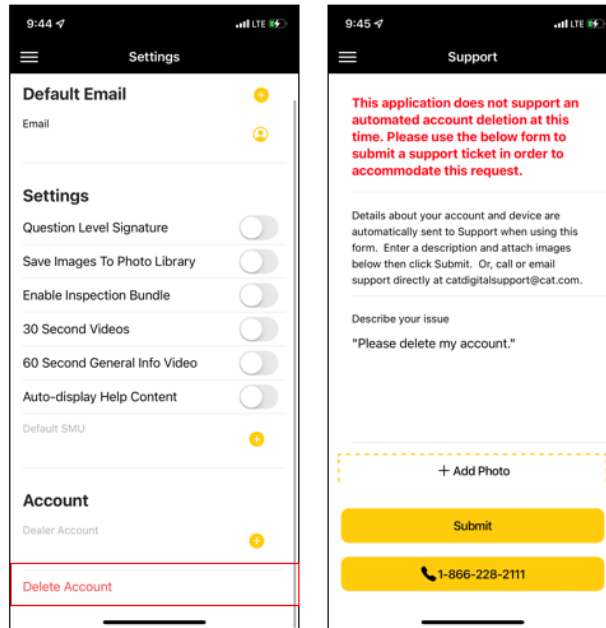 9:44
LTE
Settings
Default Email
Email
Settings
Question Level Signature
Save Images To Photo Library
Enable Inspection Bundle
30 Second Videos
60 Second General Info Video
Auto-display Help Content
Default SMU
Account
Dealer Account
Delete Account
9:45
LTE
Support
This application does not support an
automated account deletion at this
time. Please use the below form to
submit a support ticket in order to
accommodate this request.
Details about your account and device are
automatically sent to Support when using this
form. Enter a description and attach images
below then click Submit. Or, call or email
support directly at catdigitalsupport@cat.com.
Describe your issue
"Please delete my account."
+ Add Photo
Submit
1-866-228-2111